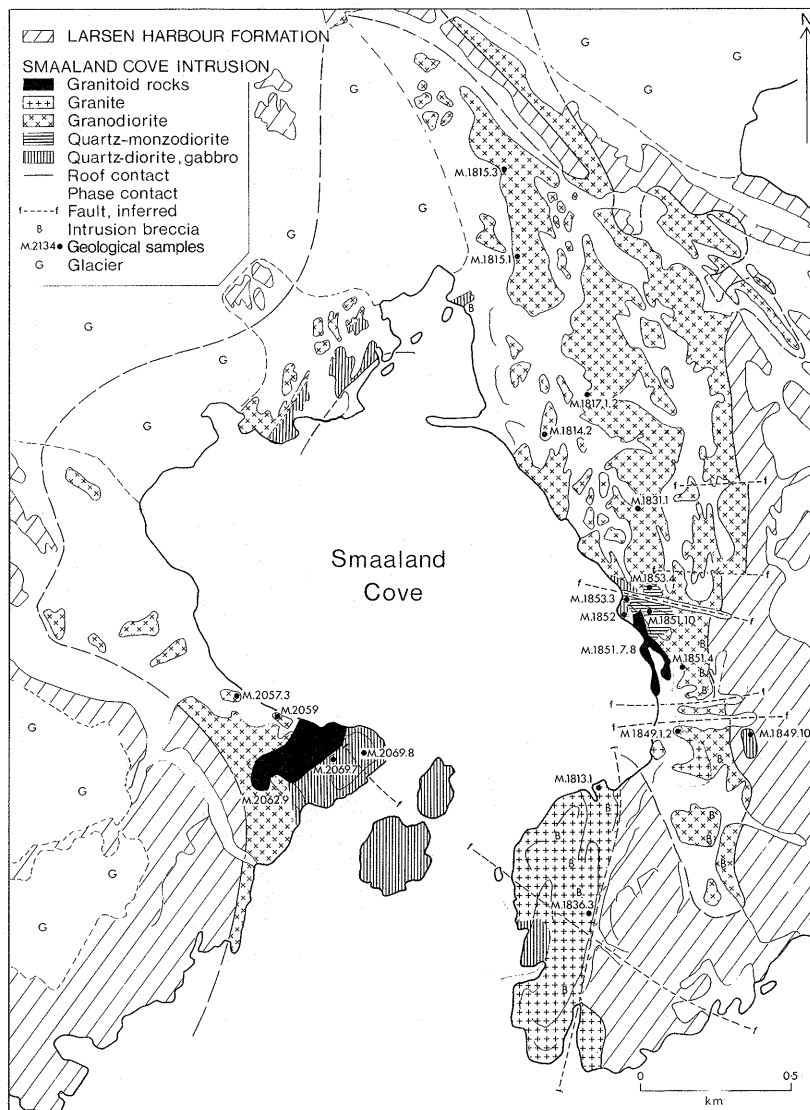 LARSEN HARBOUR FORMATION
SMAALAND COVE INTRUSION
Granitoid rocks
Granite
Granodiorite
Quartz-monzodiorite
Quartz-diorite, gabbro
Roof contact
Phase contact
f-----f Fault, inferred
B Intrusion breccia
M.2134• Geological samples
G Glacier
N
G
G
G
G
G
G
G
G
G
G
G
G
G
M.1815.3
M.1815.1
B
M.1817.1.2
M.1814.2
M.1831.1
f
f
Smaaland
Cove
M.1853.4
f
f
M.1853.3
M.1852
M.1851.10
f
B
M.1851.7.8
M.1851.4
B
B
f
f
f
f
M.2057.3
M.2059
M.1849.1.2
M.1849.10
B
M.2069.8
M.2069.7
M.2062.9
f
M.1813.1
B
B
B
B
B
f
B
B
M.1836.3
B
f
0
0·5
km